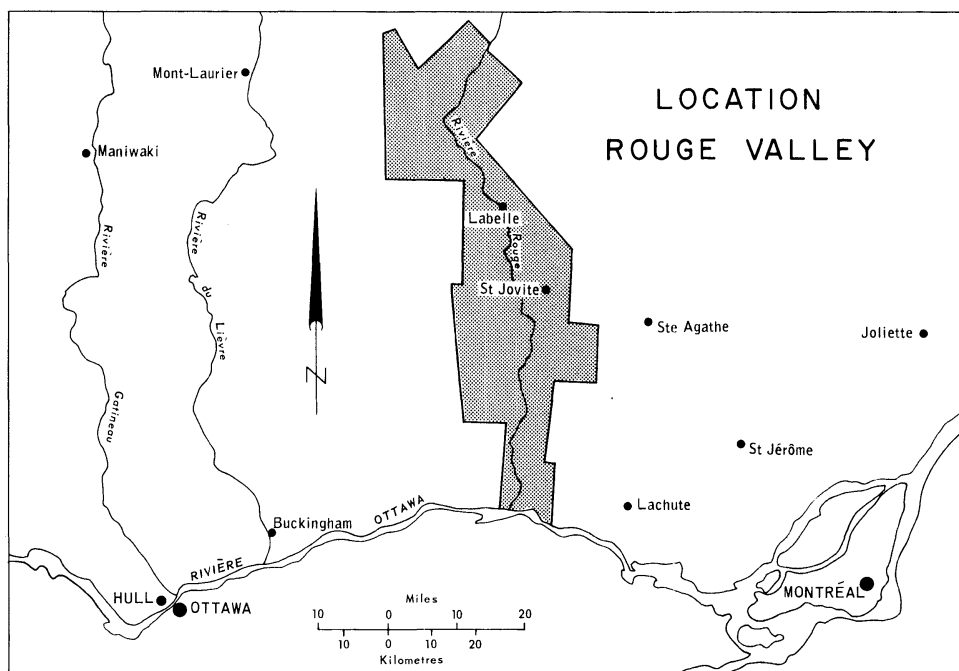 Mont-Laurier
LOCATION
ROUGE VALLEY
Maniwaki
Rivière
Labelle
Rouge
Rivière
Rivière
du
Lièvre
St Jovite
Ste Agathe
Joliette
N
Gatineau
St Jérôme
Lachute
Buckingham
OTTAWA
RIVIÈRE
HULL
OTTAWA
MONTRÉAL
Miles
10 0 10 20
10 0 10 20
Kilometres